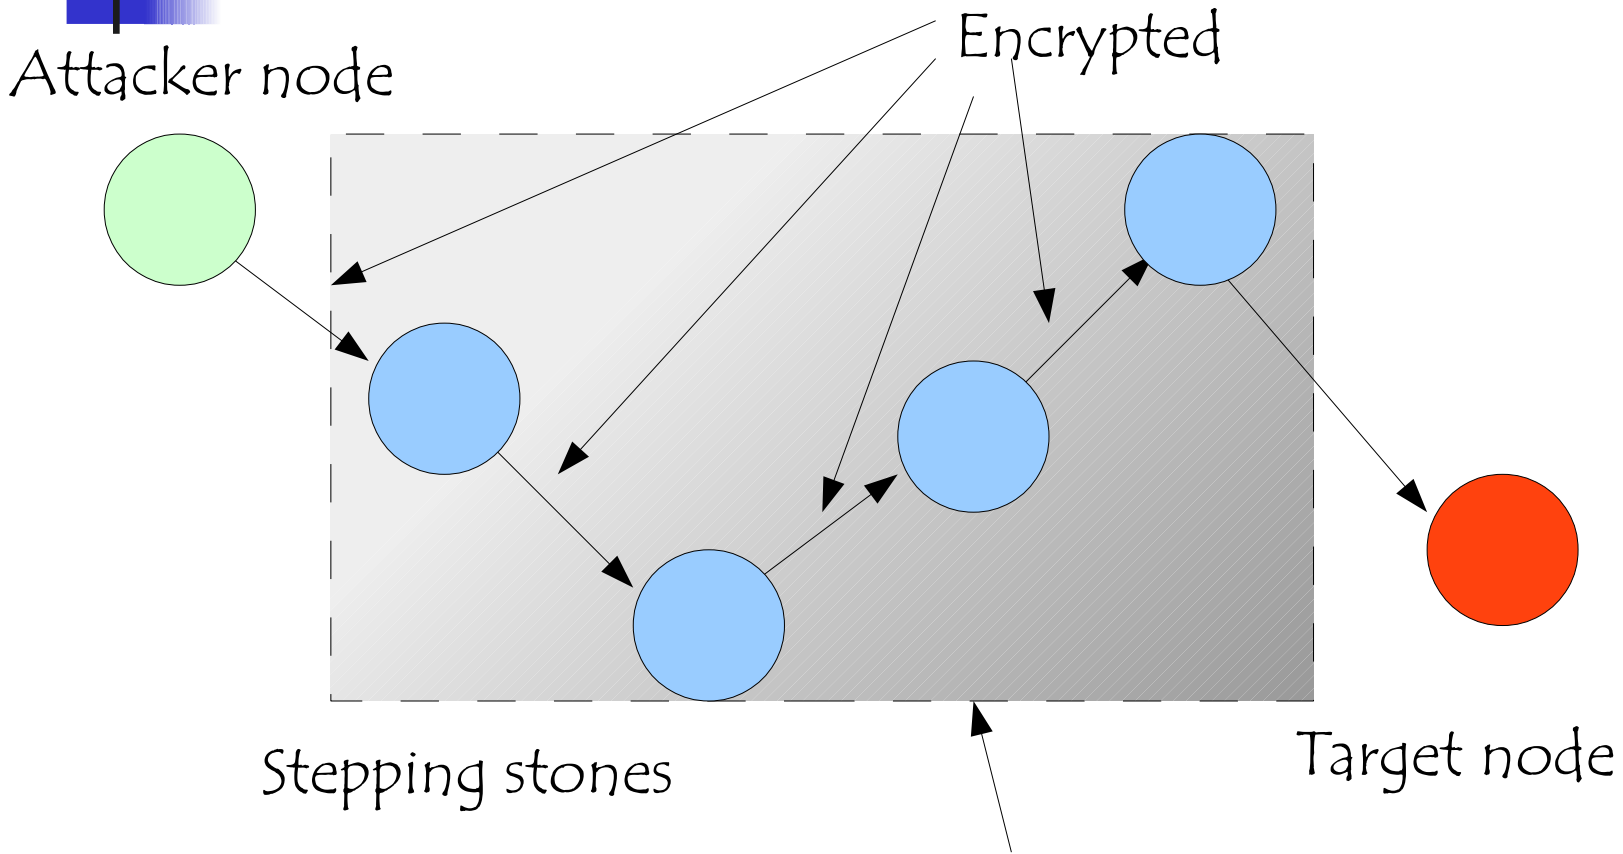 Encrypted
Attacker node
Stepping stones
Target node